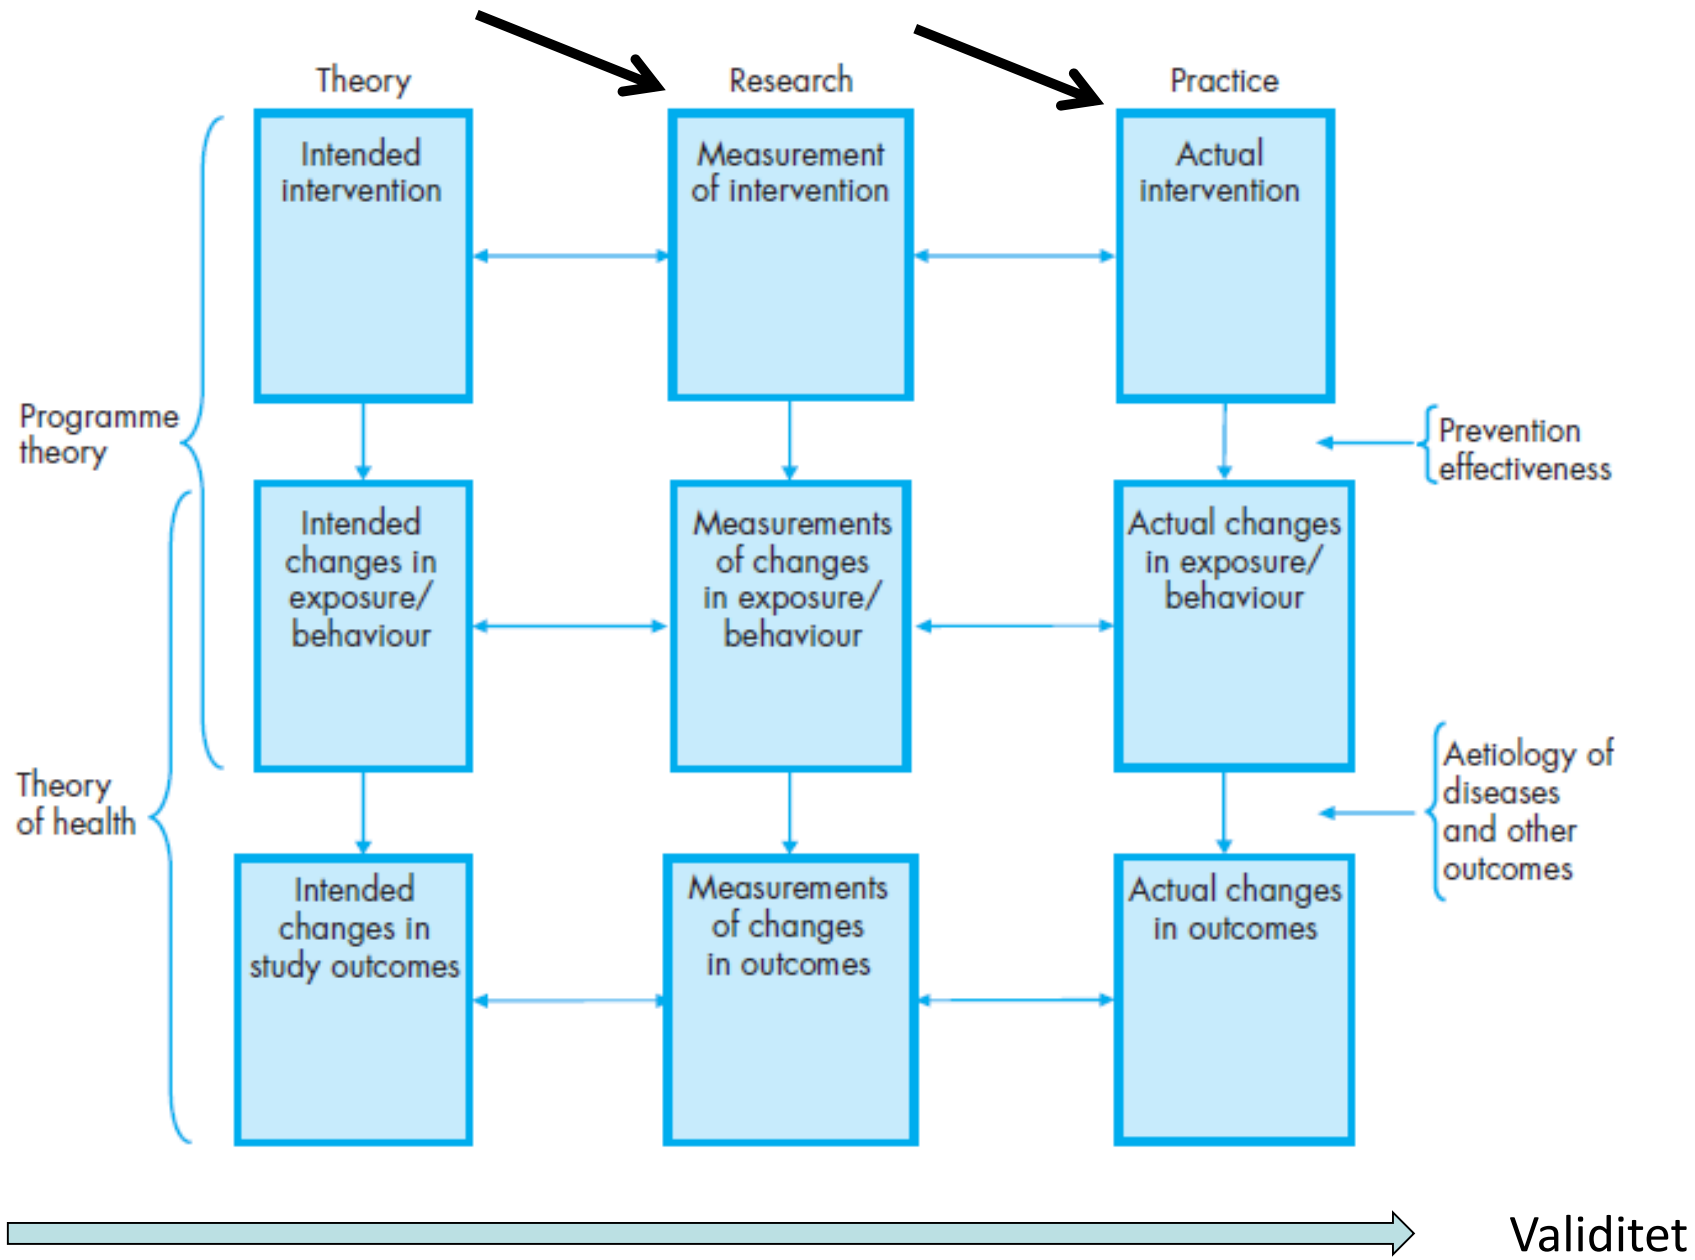 Theory
Research
Practice
Intended
intervention
Measurement
of intervention
Actual
intervention
Programme
theory
Prevention
effectiveness
Intended
changes in
exposure/
behaviour
Measurements
of changes
in exposure/
behaviour
Actual changes
in exposure/
behaviour
Theory
of health
Aetiology of
diseases
and other
outcomes
Intended
changes in
study outcomes
Measurements
of changes
in outcomes
Actual changes
in outcomes
Validitet